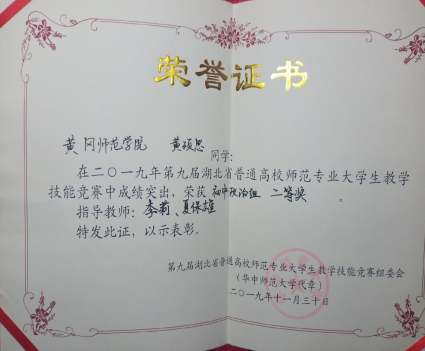 荣誉证书
黄冈师范学院 黄硕思
同学:
在二〇一九年第九届湖北省普通高校师范专业大学生教学
技能竞赛中成绩突出,荣获初中政治组 二等奖 。
指导教师:李莉、夏保雄
特发此证,以示表彰。
第九届湖北省普通高校师范专业大学生教学技能竞赛组委会
(华中师范大学代章)
二〇一九年十一月三十日